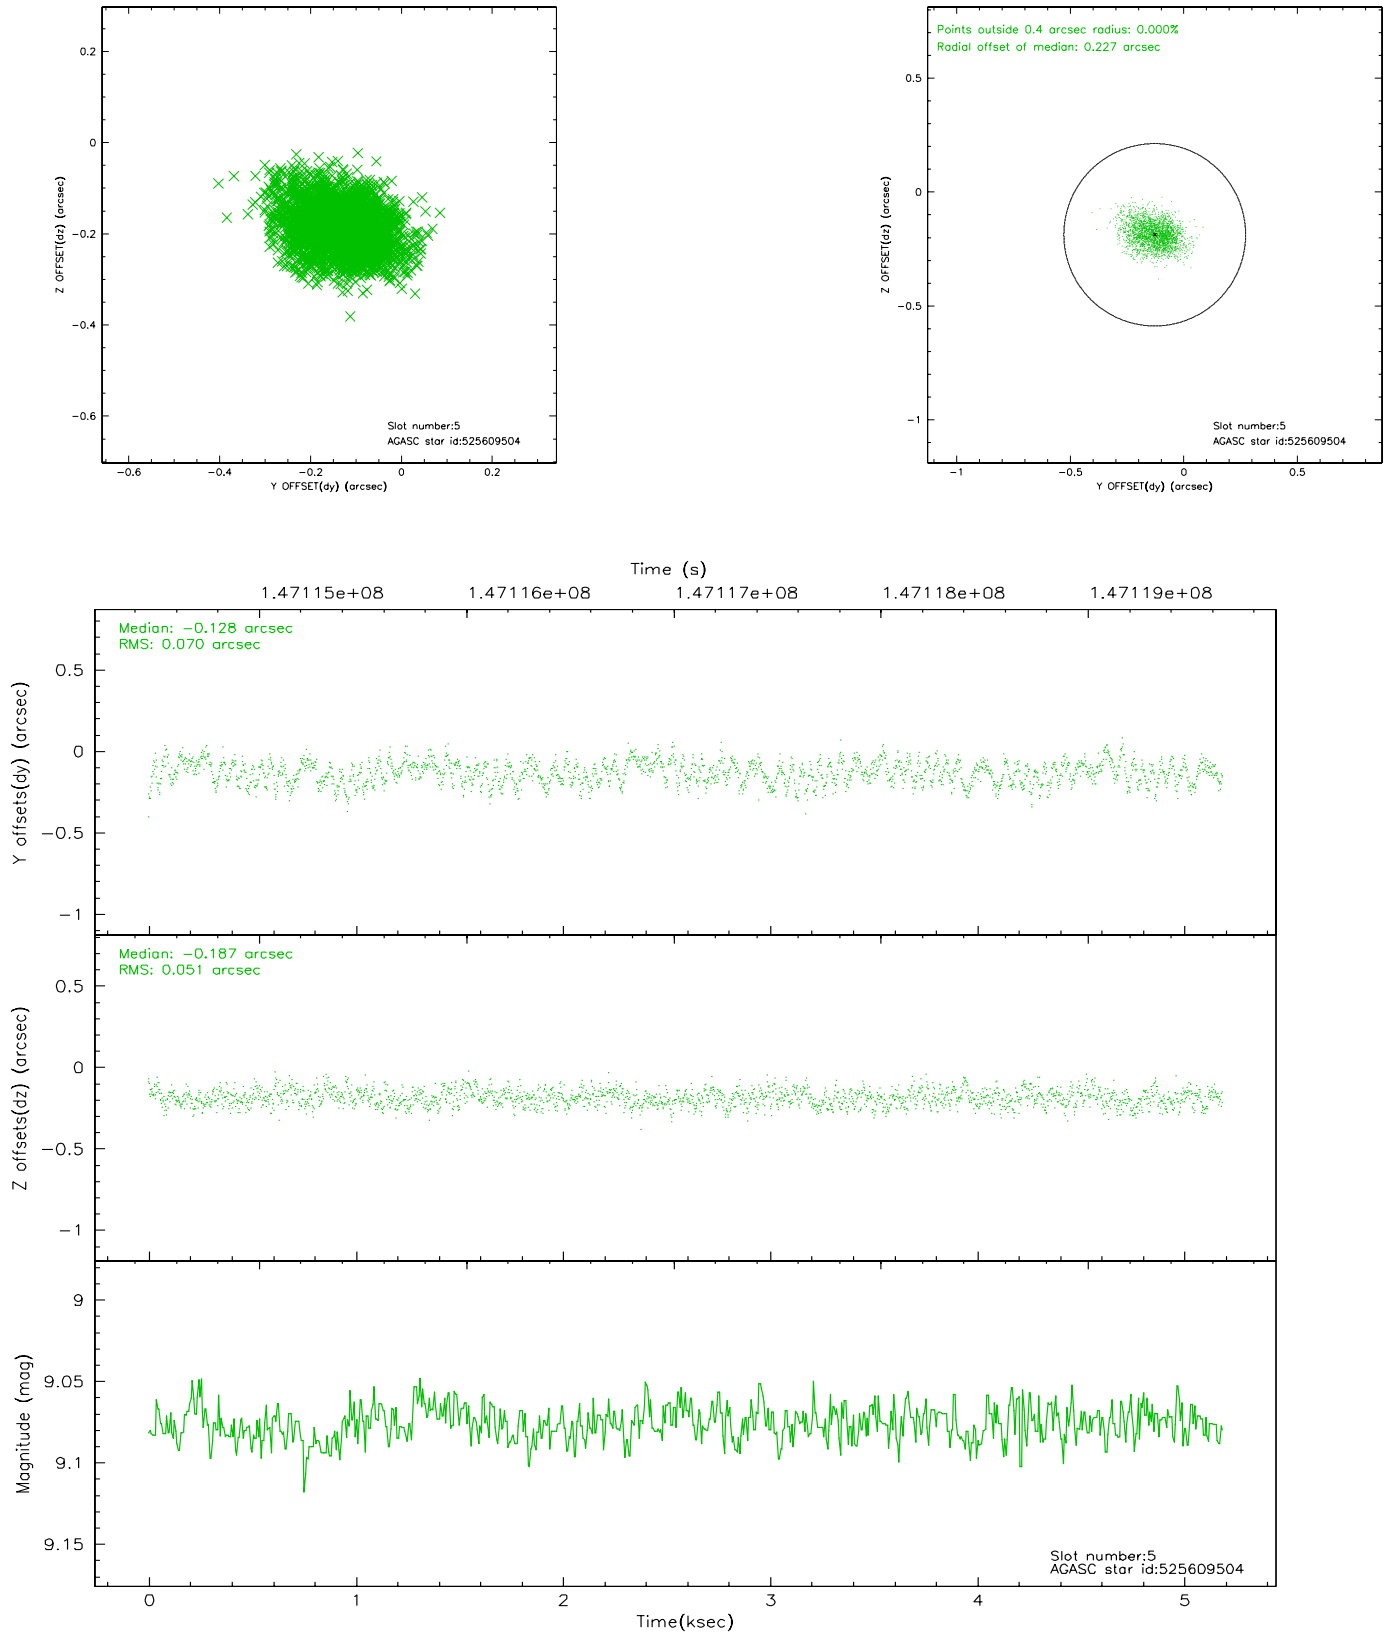 0.2
0
−0.2
−0.4
−0.6
Z OFFSET(dz) (arcsec)
Slot number:5
AGASC star id:525609504
−0.6 −0.4 −0.2 0 0.2
Y OFFSET(dy) (arcsec)
Points outside 0.4 arcsec radius: 0.000%
Radial offset of median: 0.227 arcsec
0.5
0
−0.5
−1
Z OFFSET(dz) (arcsec)
Slot number:5
AGASC star id:525609504
−1 −0.5 0 0.5
Y OFFSET(dy) (arcsec)
Time (s)
1.47115e+08 1.47116e+08 1.47117e+08 1.47118e+08 1.47119e+08
Median: −0.128 arcsec
RMS: 0.070 arcsec
0.5
0
−0.5
−1
Y offsets(dy) (arcsec)
Median: −0.187 arcsec
RMS: 0.051 arcsec
0.5
0
−0.5
−1
Z offsets(dz) (arcsec)
9
9.05
9.1
9.15
Magnitude (mag)
Slot number:5
AGASC star id:525609504
0 1 2 3 4 5
Time(ksec)